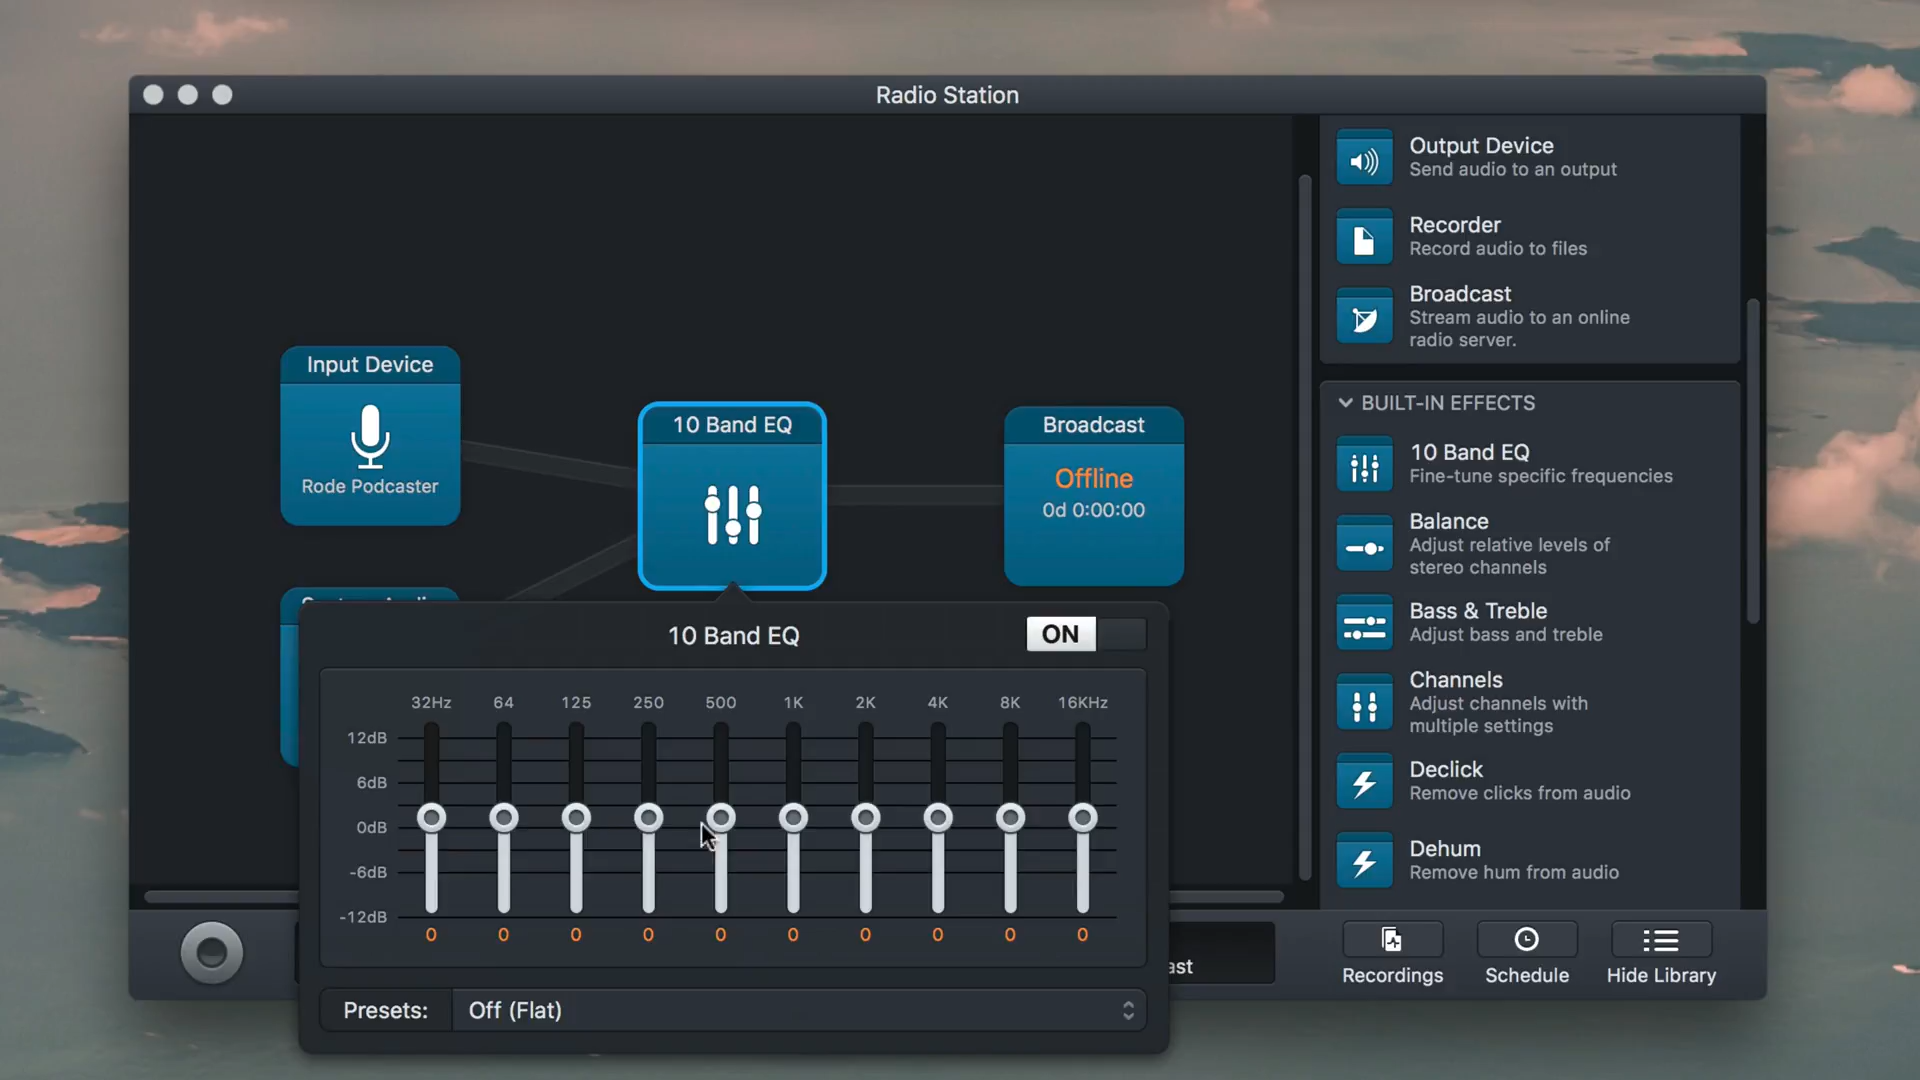 Radio Station
Input Device
Rode Podcaster
10 Band EQ
Broadcast
Offline
0d 0:00:00
10 Band EQ
ON
32Hz 64 125 250 500 1K 2K 4K 8K 16KHz
12dB
6dB
0dB
-6dB
-12dB
0 0 0 0 0 0 0 0 0 0
Presets: Off (Flat)
ast
Output Device
Send audio to an output
Recorder
Record audio to files
Broadcast
Stream audio to an online
radio server.
BUILT-IN EFFECTS
10 Band EQ
Fine-tune specific frequencies
Balance
Adjust relative levels of
stereo channels
Bass & Treble
Adjust bass and treble
Channels
Adjust channels with
multiple settings
Declick
Remove clicks from audio
Dehum
Remove hum from audio
Recordings
Schedule
Hide Library